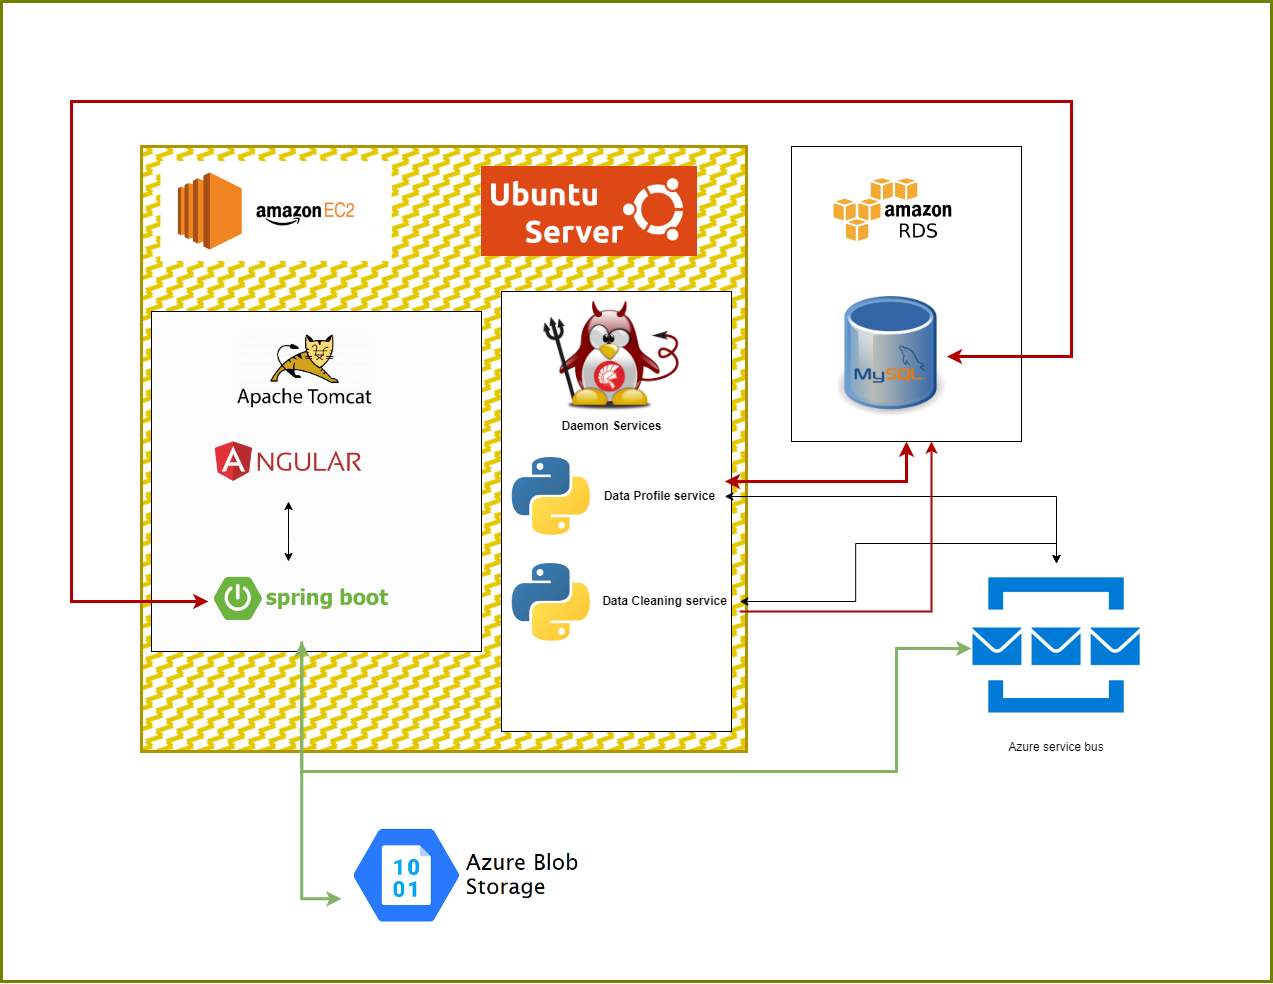 amazon EC2
Ubuntu
Server
amazon
RDS
Apache Tomcat
MySQL
Daemon Services
ANGULAR
Data Profile service
spring boot
Data Cleaning service
Azure service bus
10
01
Azure Blob
Storage